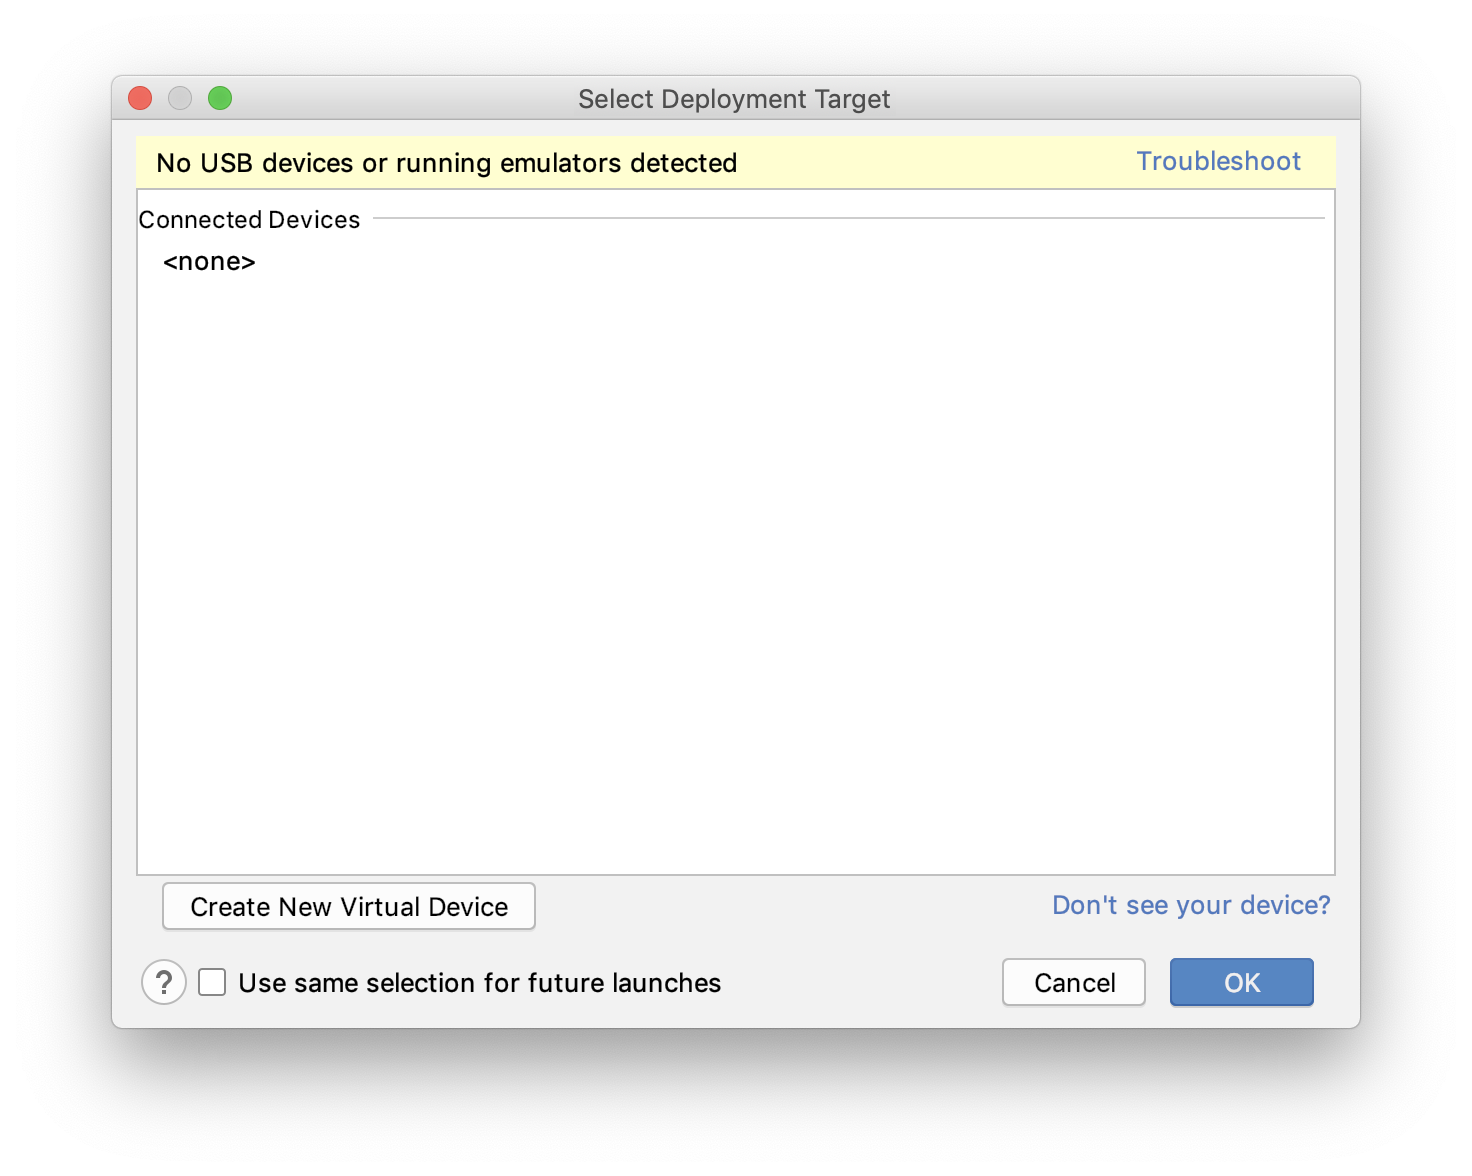 Select Deployment Target
No USB devices or running emulators detected
Troubleshoot
Connected Devices
<none>
Create New Virtual Device
Don't see your device?
?
Use same selection for future launches
Cancel
OK